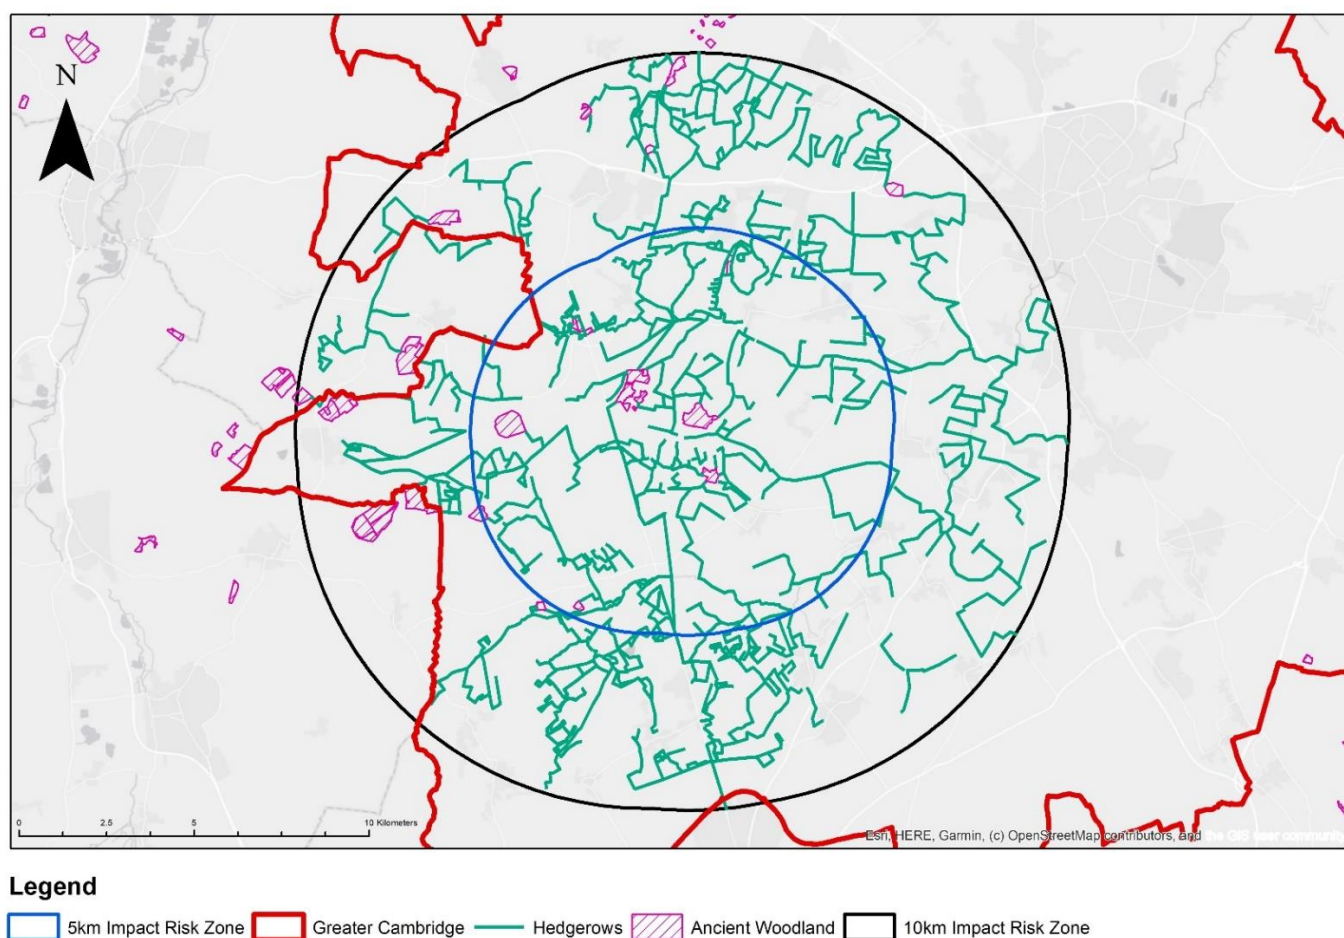 N
0 2.5 5 10 Kilometers
Esri, HERE, Garmin, (c) OpenStreetMap contributors, and the GIS user community
Legend
5km Impact Risk Zone Greater Cambridge Hedgerows Ancient Woodland 10km Impact Risk Zone